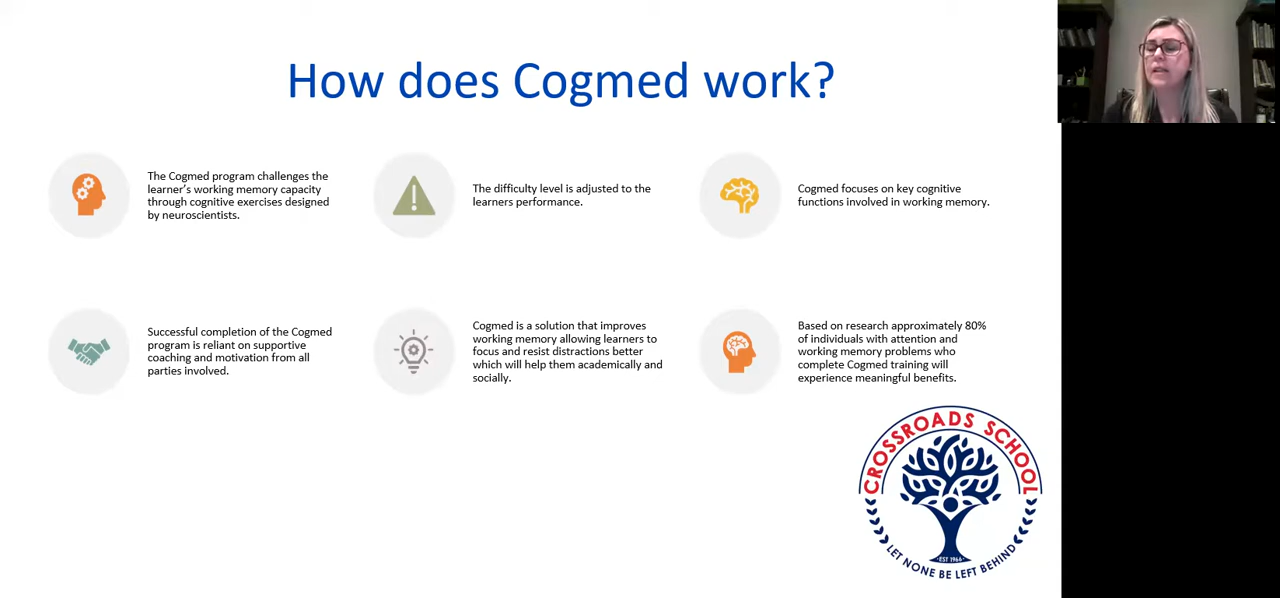 How does Cogmed work?
The Cogmed program challenges the
learner's working memory capacity
through cognitive exercises designed
by neuroscientists.
The difficulty level is adjusted to the
learners performance.
Cogmed focuses on key cognitive
functions involved in working memory.
Successful completion of the Cogmed
program is reliant on supportive
coaching and motivation from all
parties involved.
Cogmed is a solution that improves
working memory allowing learners to
focus and resist distractions better
which will help them academically and
socially.
Based on research approximately 80%
of individuals with attention and
working memory problems who
complete Cogmed training will
experience meaningful benefits.
CROSSROADS SCHOOL
EST 1964
LET NONE BE LEFT BEHIND